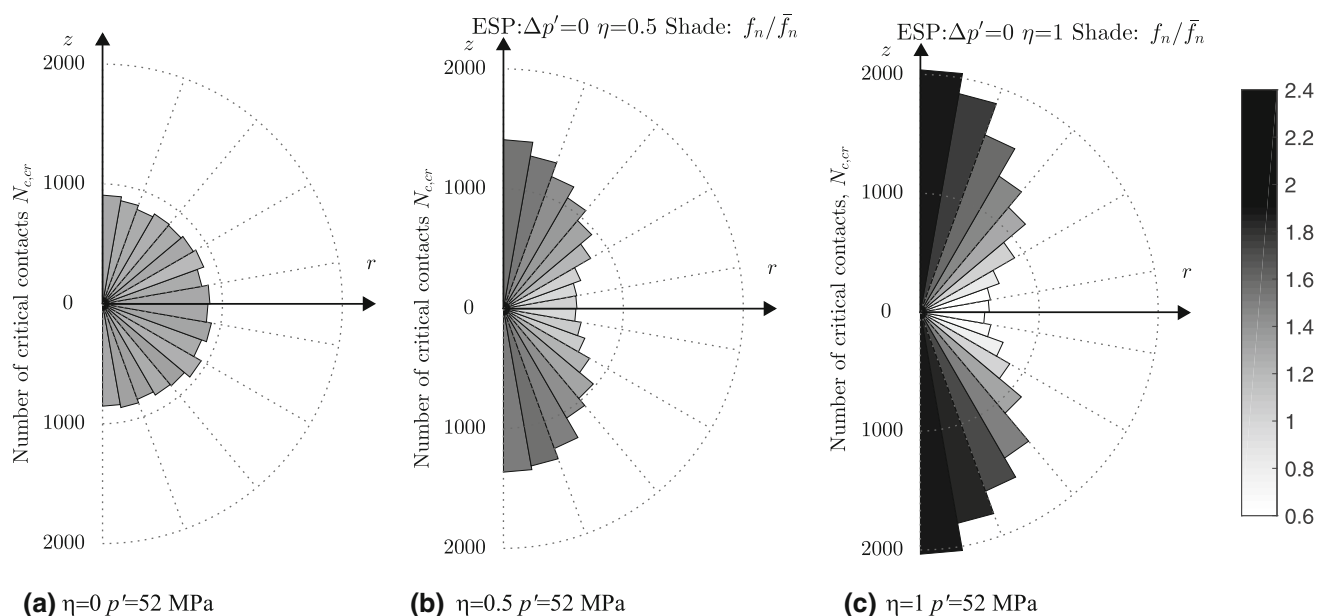 ESP:Δp′=0 η=0.5 Shade: f_n/f̄_n
ESP:Δp′=0 η=1 Shade: f_n/f̄_n
z
2000
1000
0
1000
2000
r
Number of critical contacts N_{c,cr}
(a) η=0 p′=52 MPa
z
2000
1000
0
1000
2000
r
Number of critical contacts N_{c,cr}
(b) η=0.5 p′=52 MPa
z
2000
1000
0
1000
2000
r
Number of critical contacts, N_{c,cr}
(c) η=1 p′=52 MPa
2.4
2.2
2
1.8
1.6
1.4
1.2
1
0.8
0.6